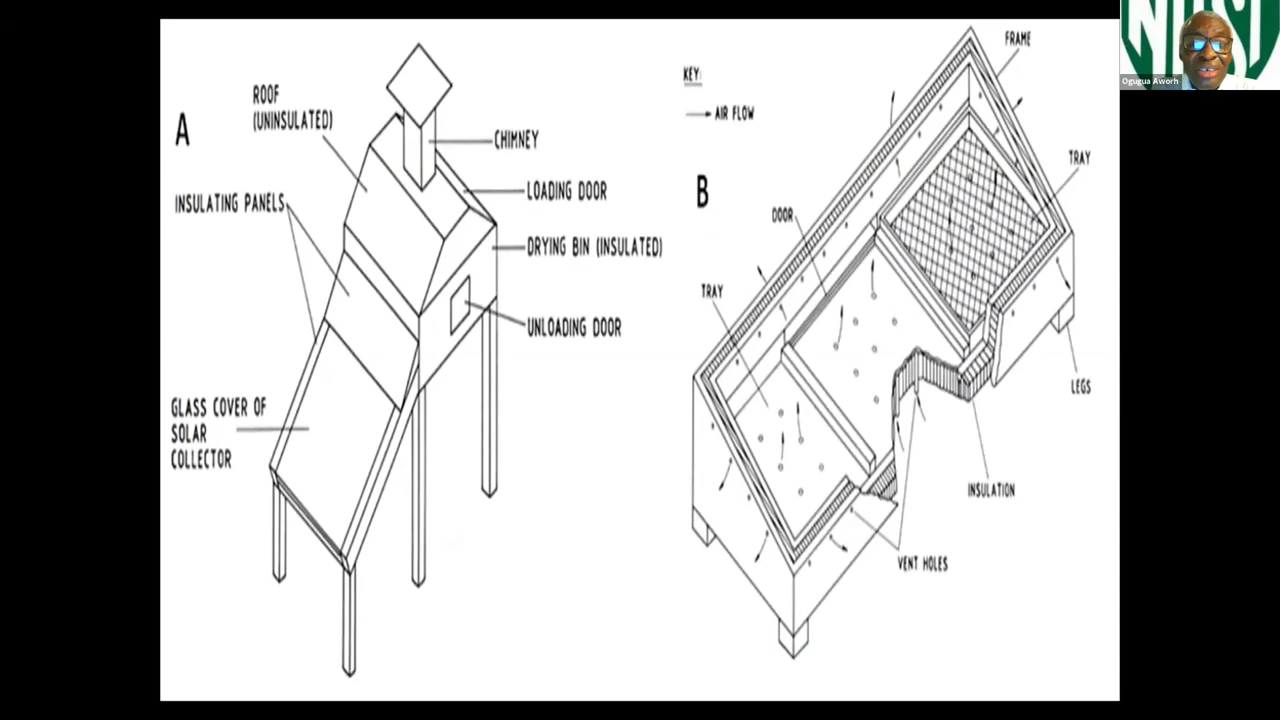 A
ROOF
(UNINSULATED)
CHIMNEY
LOADING DOOR
INSULATING PANELS
DRYING BIN (INSULATED)
UNLOADING DOOR
GLASS COVER OF
SOLAR
COLLECTOR
B
KEY:
AIR FLOW
FRAME
TRAY
DOOR
TRAY
LEGS
INSULATION
VENT HOLES
Ogugua Aworh